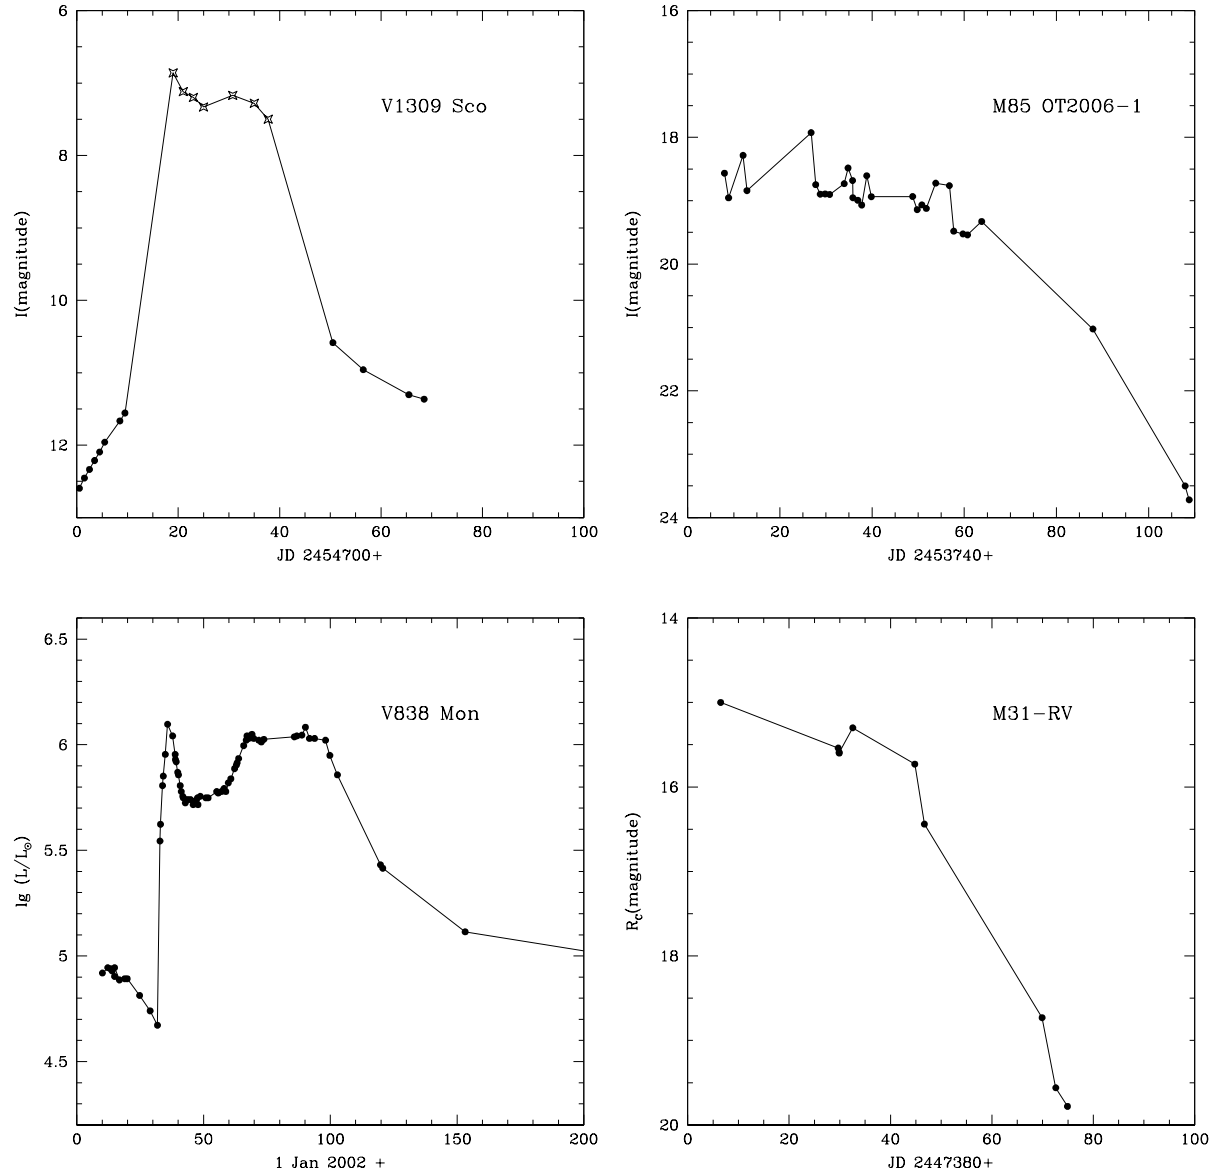 6
8
10
12
I(magnitude)
V1309 Sco
0 20 40 60 80 100
JD 2454700+
16
18
20
22
24
I(magnitude)
M85 OT2006-1
0 20 40 60 80 100
JD 2453740+
6.5
6
5.5
5
4.5
lg (L/L☉)
V838 Mon
0 50 100 150 200
1 Jan 2002 +
14
16
18
20
R_C(magnitude)
M31-RV
0 20 40 60 80 100
JD 2447380+